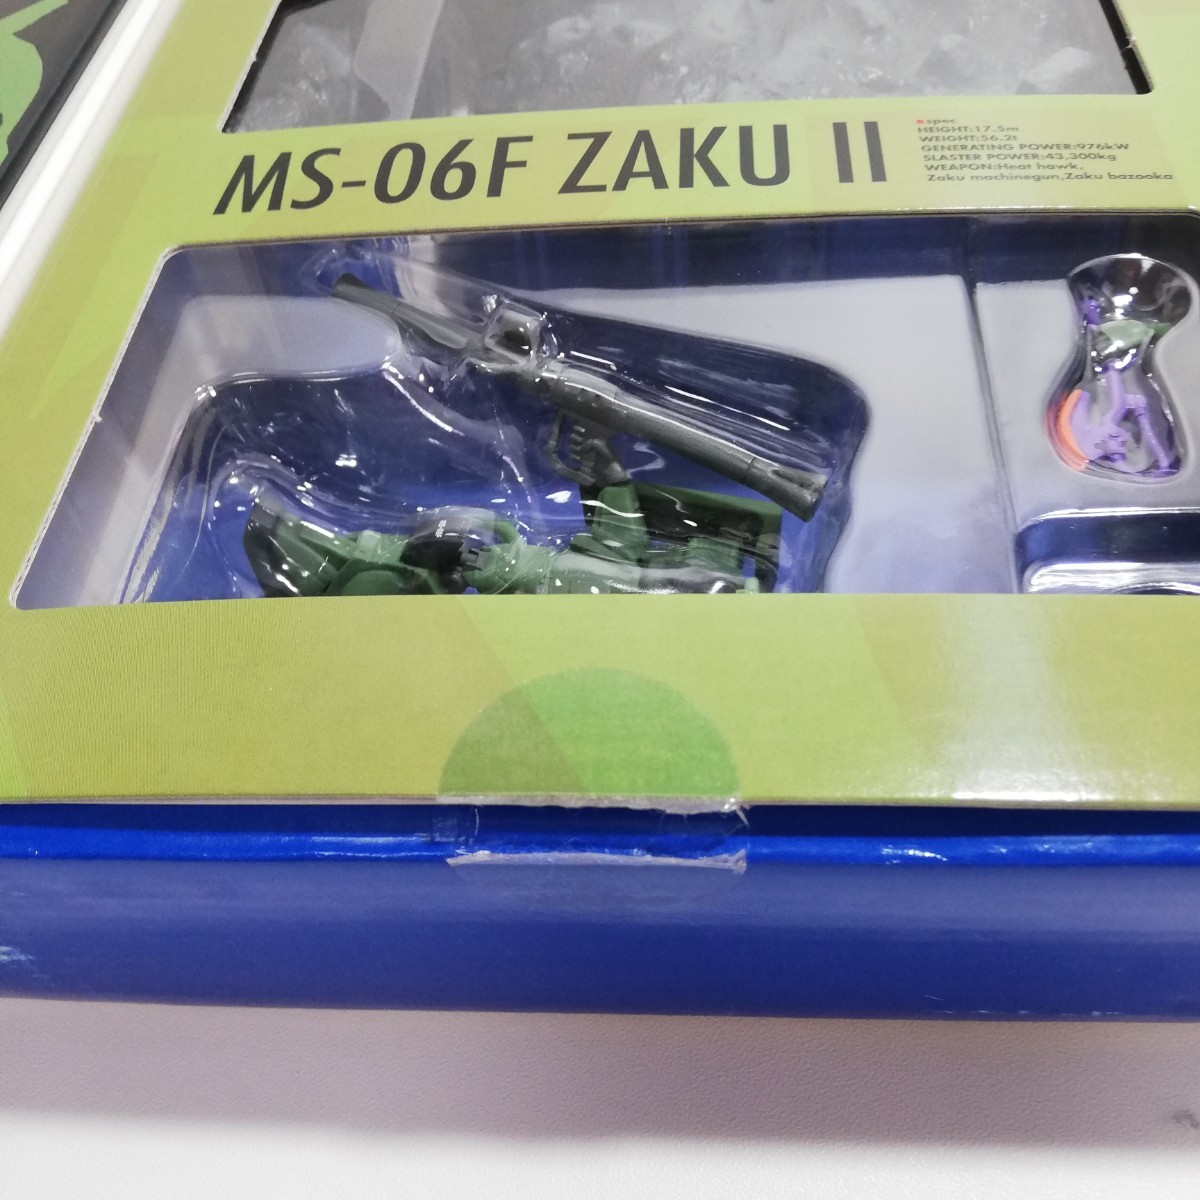 MS-06F ZAKU II
spec
HEIGHT:17.5m
WEIGHT:56.2t
GENERATING POWER:976kW
SLASTER POWER:43,300kg
WEAPON:Heat hawk,
Zaku machinegun,Zaku bazooka